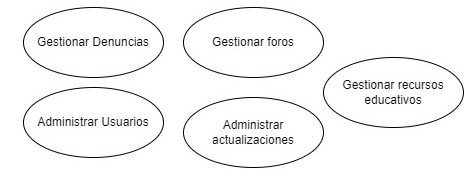 Gestionar Denuncias
Gestionar foros
Gestionar recursos
educativos
Administrar Usuarios
Administrar
actualizaciones